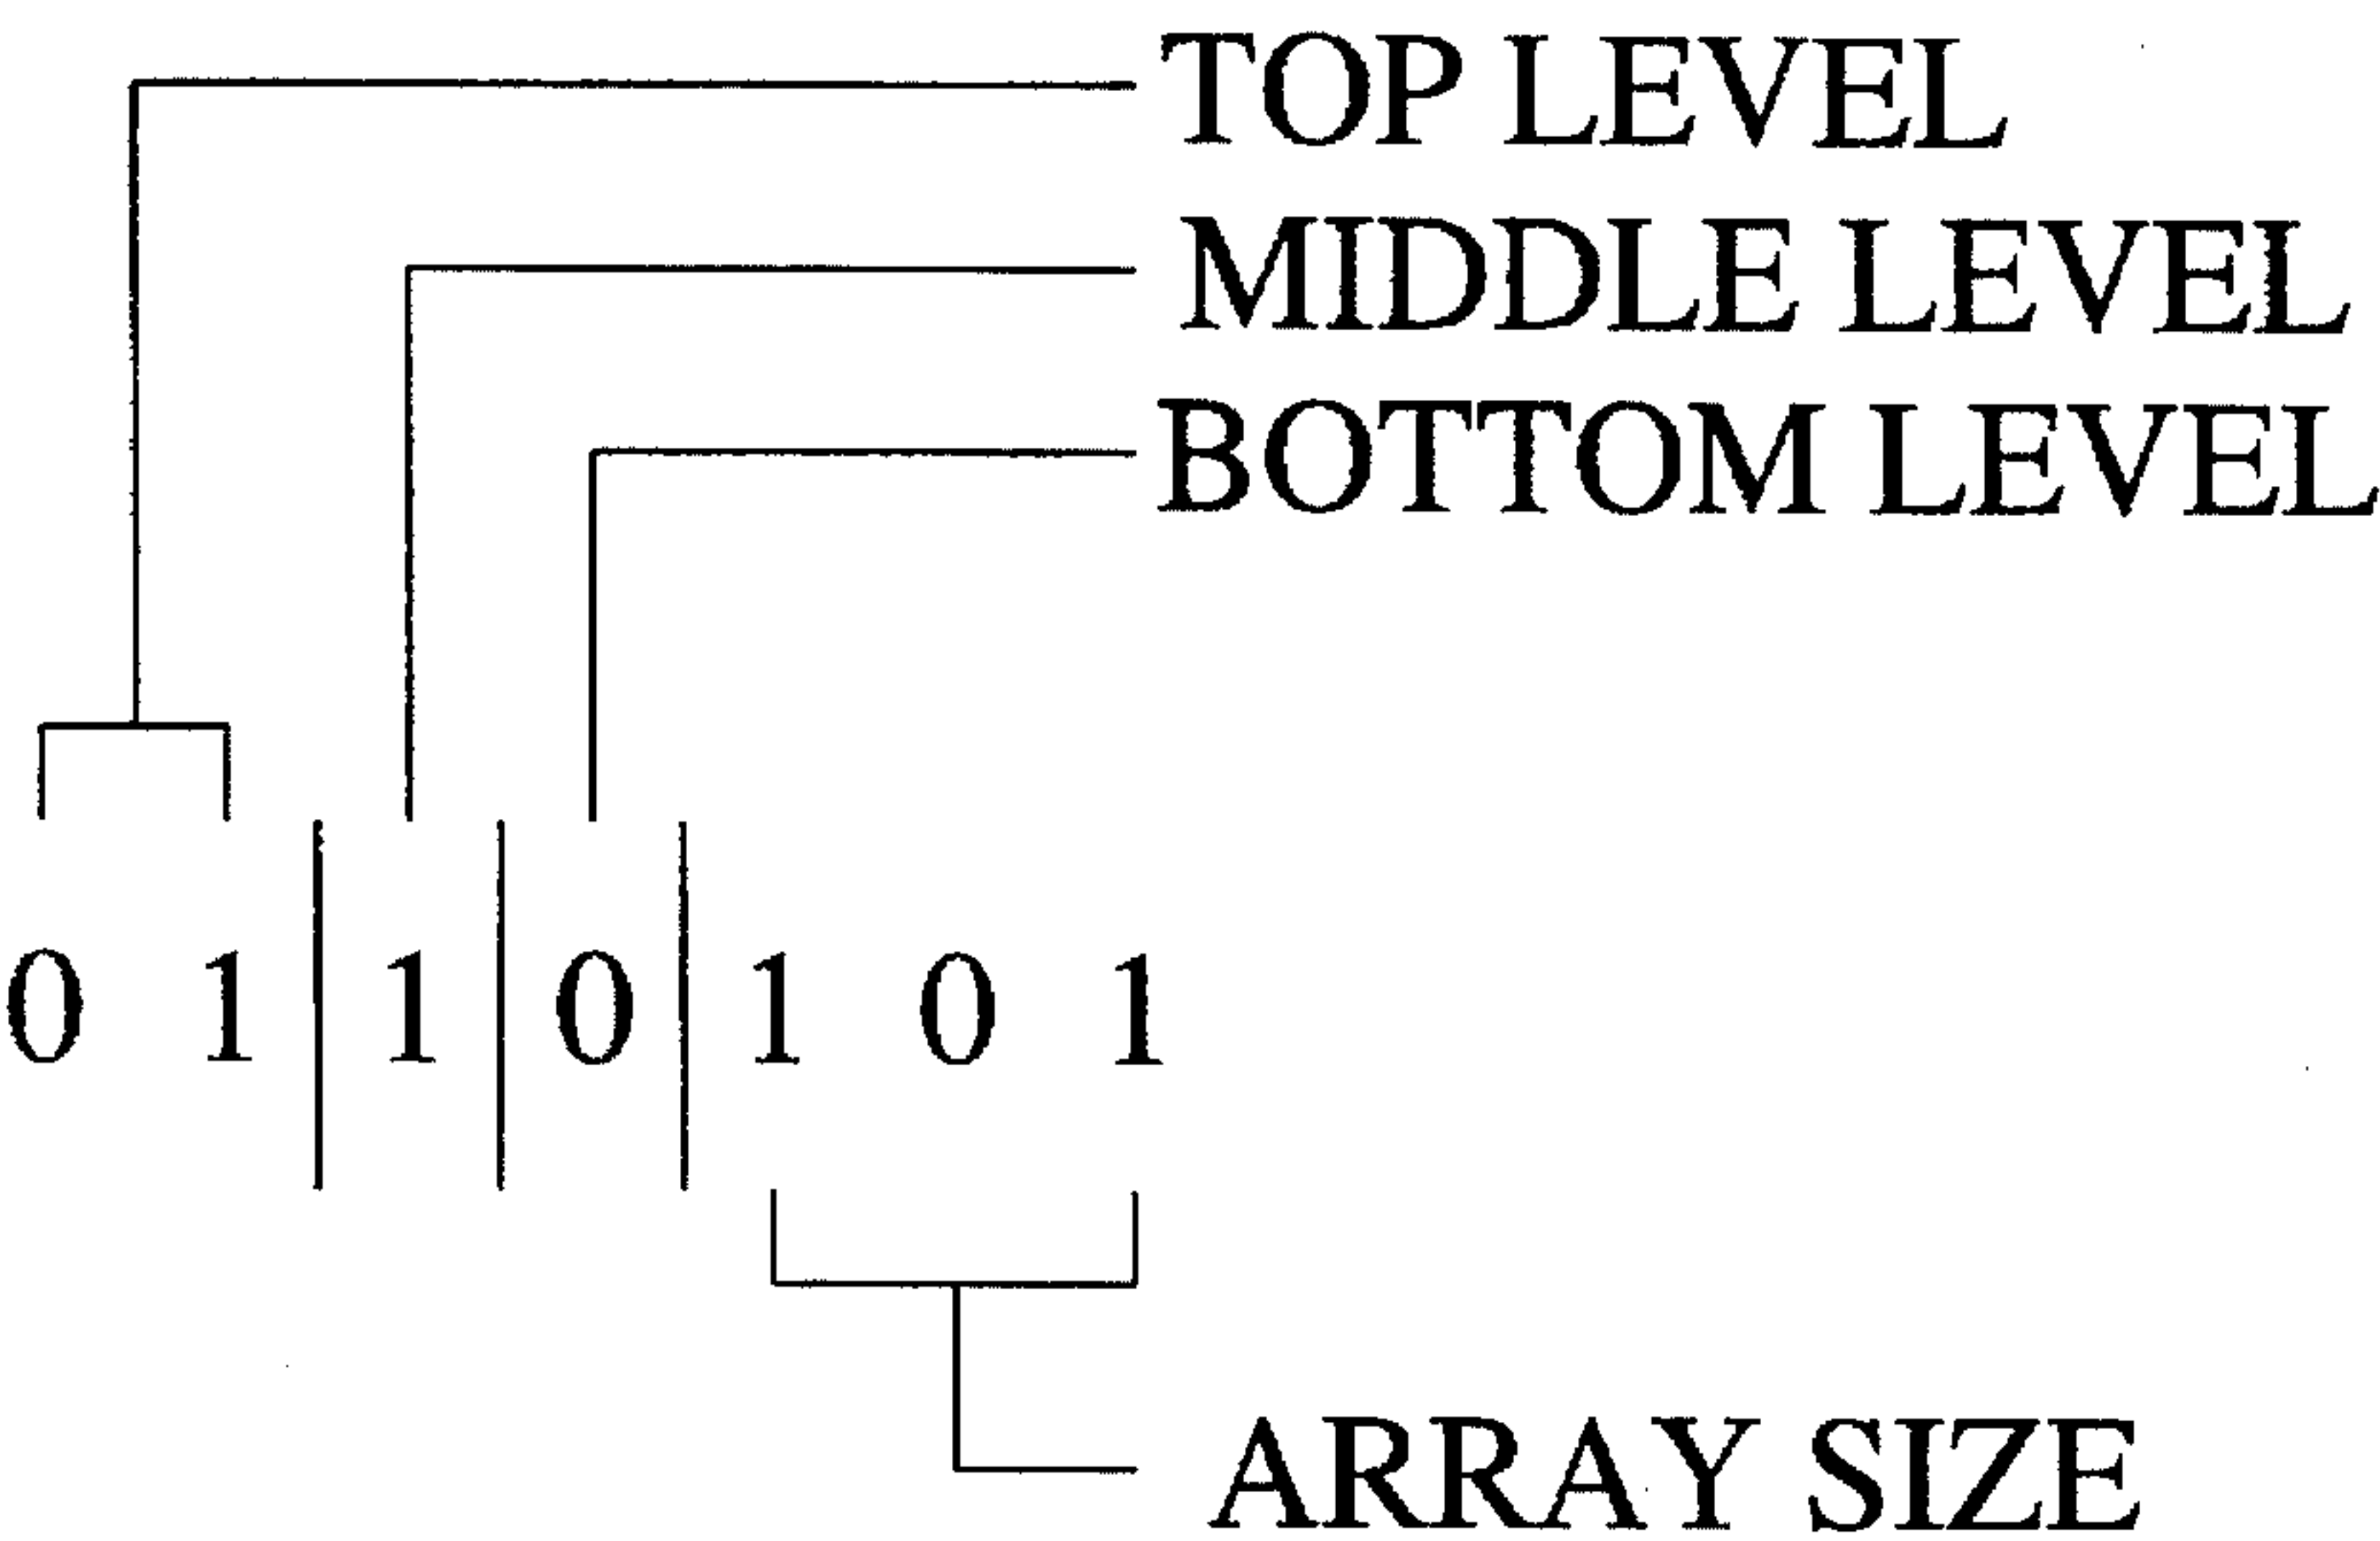 TOP LEVEL
MIDDLE LEVEL
BOTTOM LEVEL
0 1 1 0 1 0 1
ARRAY SIZE